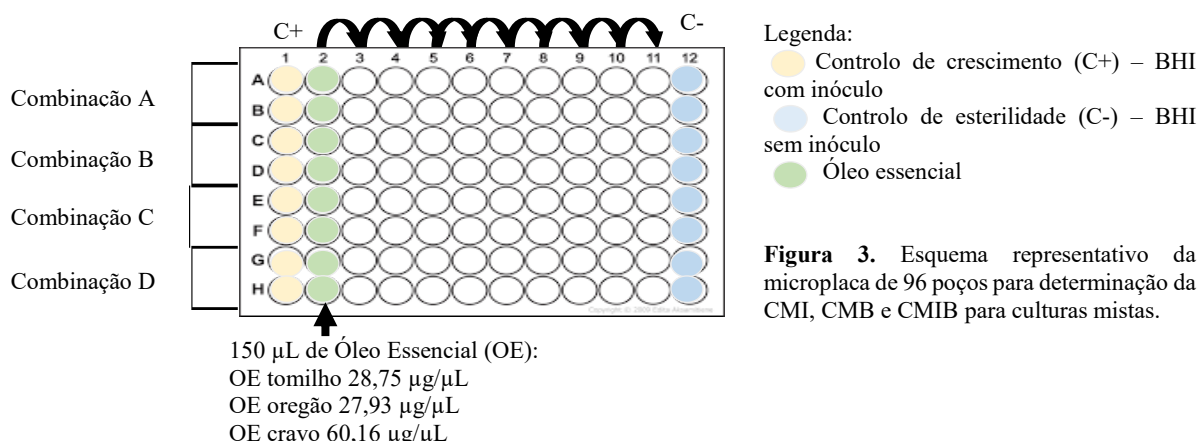 C+
C-
1 2 3 4 5 6 7 8 9 10 11 12
A
B
C
D
E
F
G
H
Combinacão A
Combinação B
Combinação C
Combinação D
150 µL de Óleo Essencial (OE):
OE tomilho 28,75 µg/µL
OE oregão 27,93 µg/µL
OE cravo 60,16 µg/µL
Legenda:
Controlo de crescimento (C+) – BHI
com inóculo
Controlo de esterilidade (C-) – BHI
sem inóculo
Óleo essencial
Figura 3. Esquema representativo da
microplaca de 96 poços para determinação da
CMI, CMB e CMIB para culturas mistas.